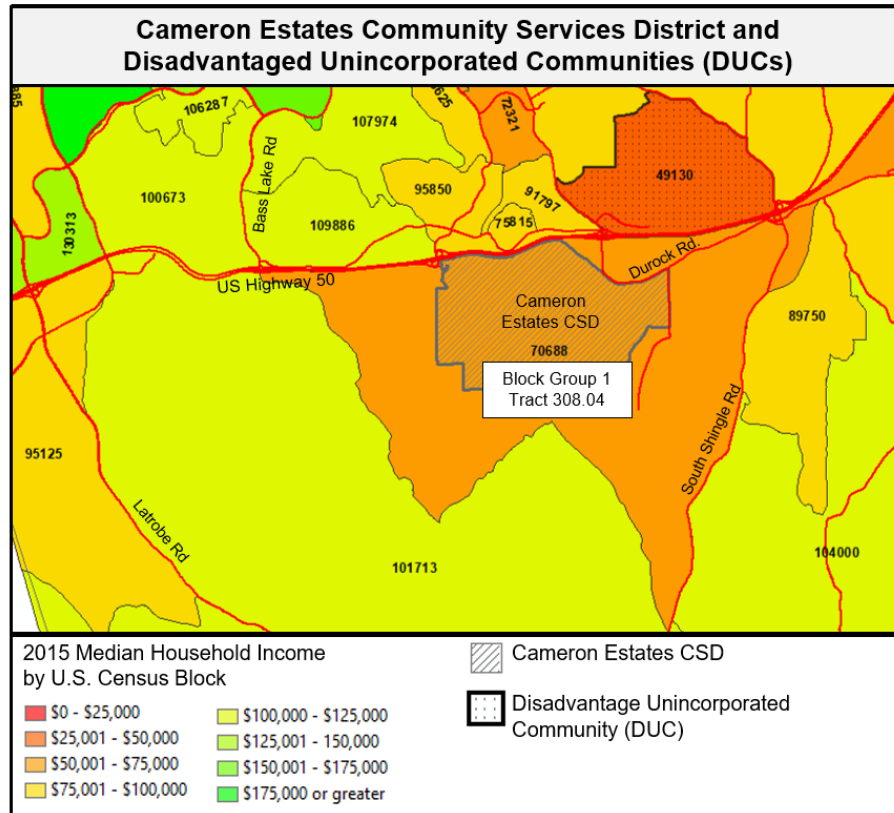 Cameron Estates Community Services District and
Disadvantaged Unincorporated Communities (DUCs)
106287
107974
72321
49130
95850
91797
100673
Bass Lake Rd
109886
75815
130313
Durock Rd.
US Highway 50
Cameron
Estates CSD
89750
70688
Block Group 1
Tract 308.04
South Shingle Rd
95125
Latrobe Rd
104000
101713
2015 Median Household Income
by U.S. Census Block
$0 - $25,000
$25,001 - $50,000
$50,001 - $75,000
$75,001 - $100,000
$100,000 - $125,000
$125,001 - 150,000
$150,001 - $175,000
$175,000 or greater
Cameron Estates CSD
Disadvantage Unincorporated
Community (DUC)